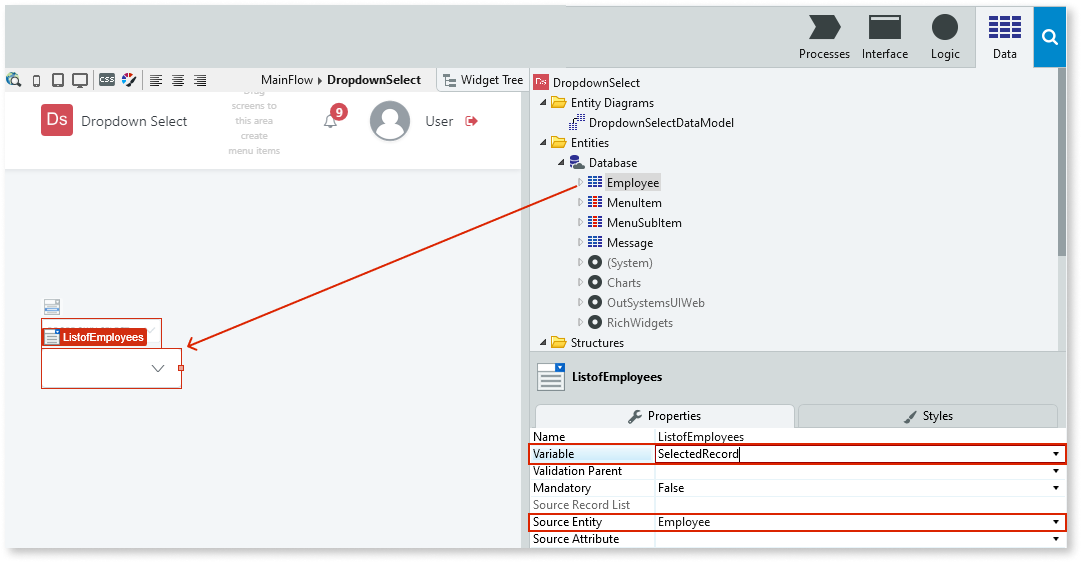 Processes
Interface
Logic
Data
CSS
MainFlow
DropdownSelect
Widget Tree
Ds
Dropdown Select
Drag
screens to
this area
create
menu items
9
User
ListofEmployees
Ds DropdownSelect
Entity Diagrams
DropdownSelectDataModel
Entities
Database
Employee
MenuItem
MenuSubItem
Message
(System)
Charts
OutSystemsUIWeb
RichWidgets
Structures
ListofEmployees
Properties
Styles
Name ListofEmployees
Variable SelectedRecord
Validation Parent
Mandatory False
Source Record List
Source Entity Employee
Source Attribute